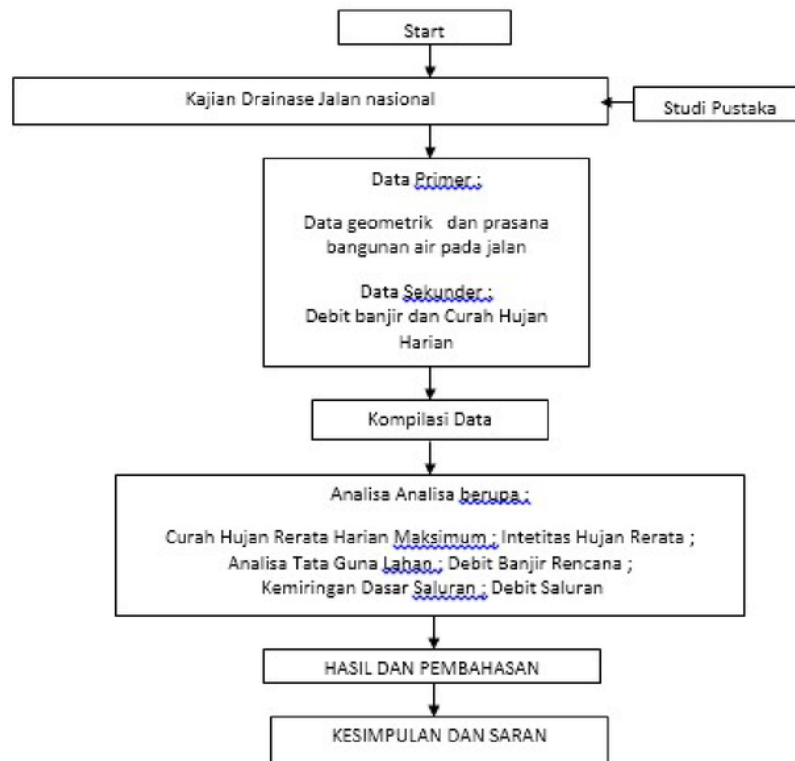 Start
Kajian Drainase Jalan nasional
Studi Pustaka
Data Primer ;
Data geometrik dan prasana
bangunan air pada jalan
Data Sekunder ;
Debit banjir dan Curah Hujan
Harian
Kompilasi Data
Analisa Analisa berupa ;
Curah Hujan Rerata Harian Maksimum ; Intetitas Hujan Rerata ;
Analisa Tata Guna Lahan ; Debit Banjir Rencana ;
Kemiringan Dasar Saluran ; Debit Saluran
HASIL DAN PEMBAHASAN
KESIMPULAN DAN SARAN